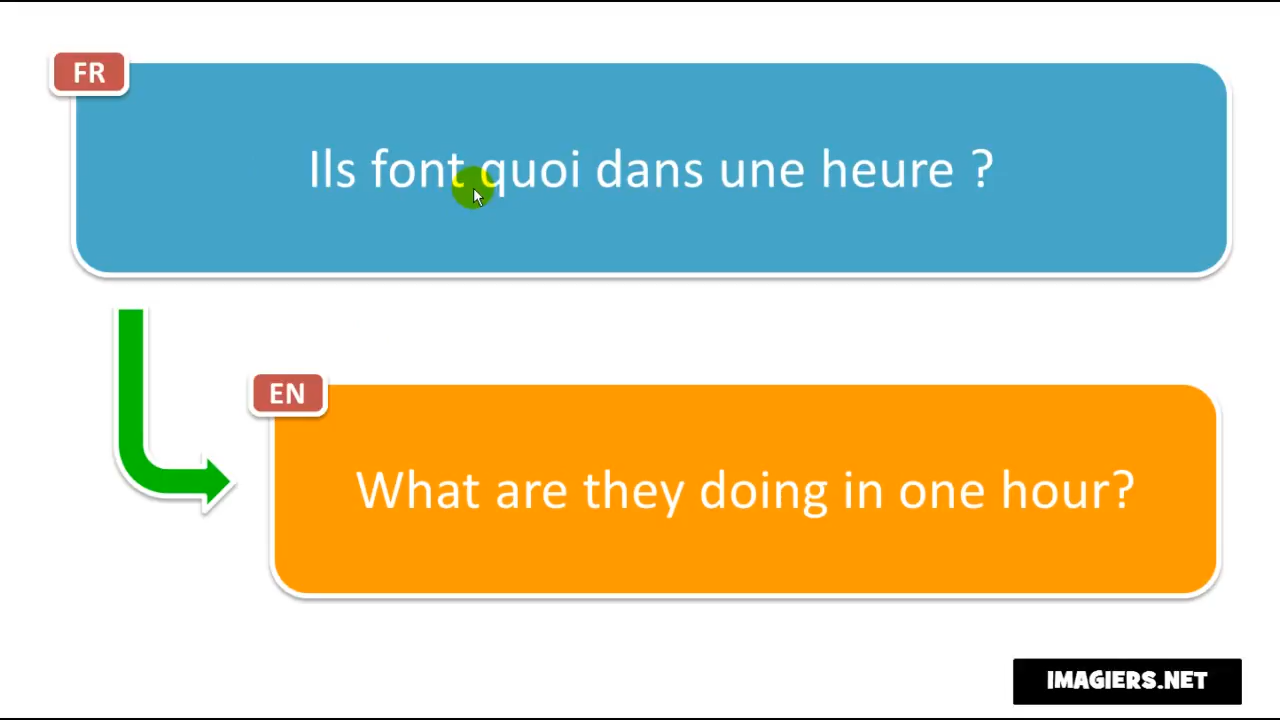 FR
Ils font quoi dans une heure ?
EN
What are they doing in one hour?
IMAGIERS.NET